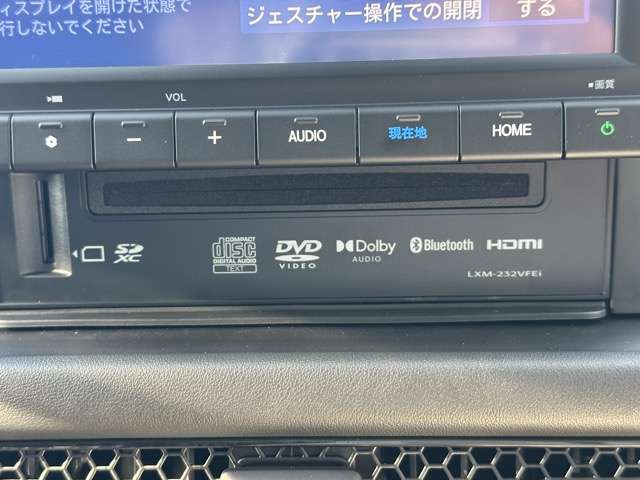 ィスプレイを開けた状態で
行しないでください
ジェスチャー操作での開閉
する
■画質
VOL
− + AUDIO 現在地 HOME
SD XC
COMPACT disc DIGITAL AUDIO TEXT
DVD VIDEO
Dolby AUDIO
Bluetooth
HDMI
LXM-232VFEi